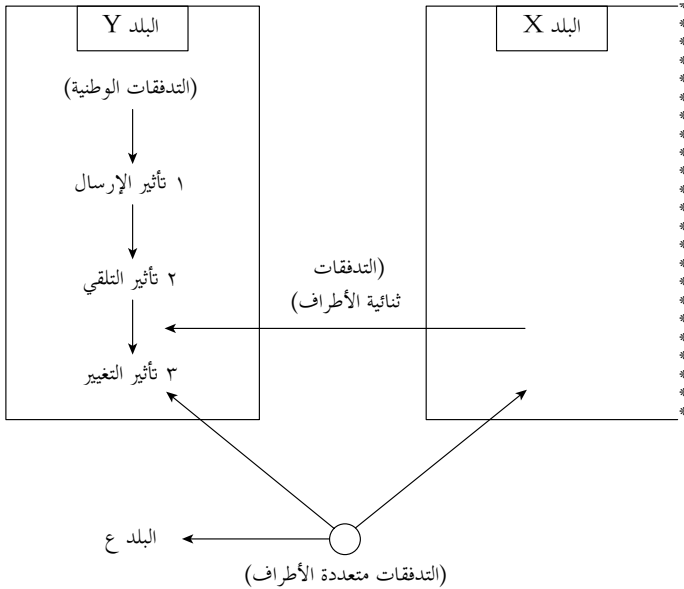 البلد X
البلد Y
(التدفقات الوطنية)
١ تأثير الإرسال
٢ تأثير التلقي
(التدفقات
ثنائية الأطراف)
٣ تأثير التغيير
البلد ع
(التدفقات متعددة الأطراف)